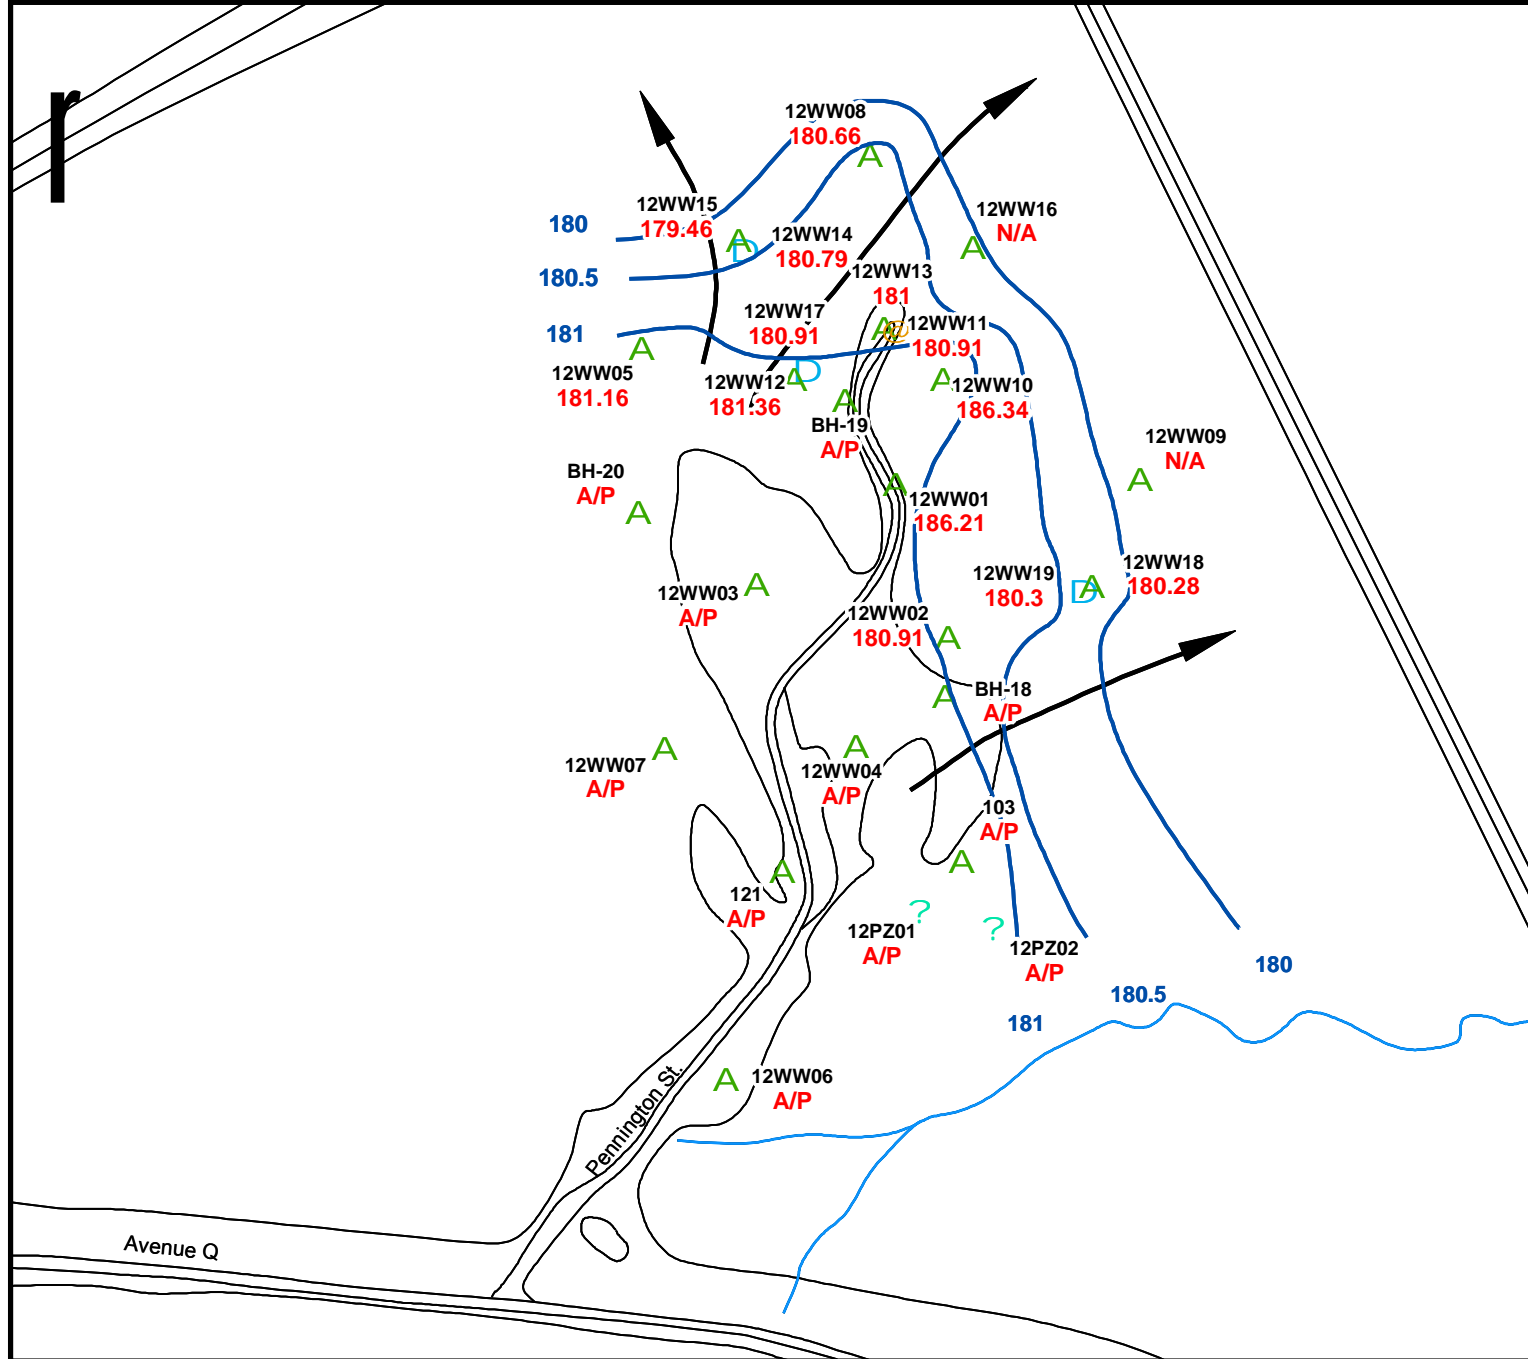 r
12WW08
180.66
A
12WW15
179.46
180
A
D
12WW14
180.79
12WW16
N/A
A
180.5
12WW13
181
12WW17
180.91
A
@
12WW11
180.91
181
A
12WW05
181.16
12WW12
181.36
A
D
A
12WW10
186.34
A
BH-19
A/P
12WW09
N/A
A
BH-20
A/P
A
A
12WW01
186.21
12WW03
A/P
A
12WW19
180.3
D
A
12WW18
180.28
12WW02
180.91
A
BH-18
A/P
A
12WW07
A/P
A
A
12WW04
A/P
103
A/P
A
121
A/P
A
12PZ01
A/P
?
?
12PZ02
A/P
180
180.5
181
A
12WW06
A/P
Pennington St.
Avenue Q